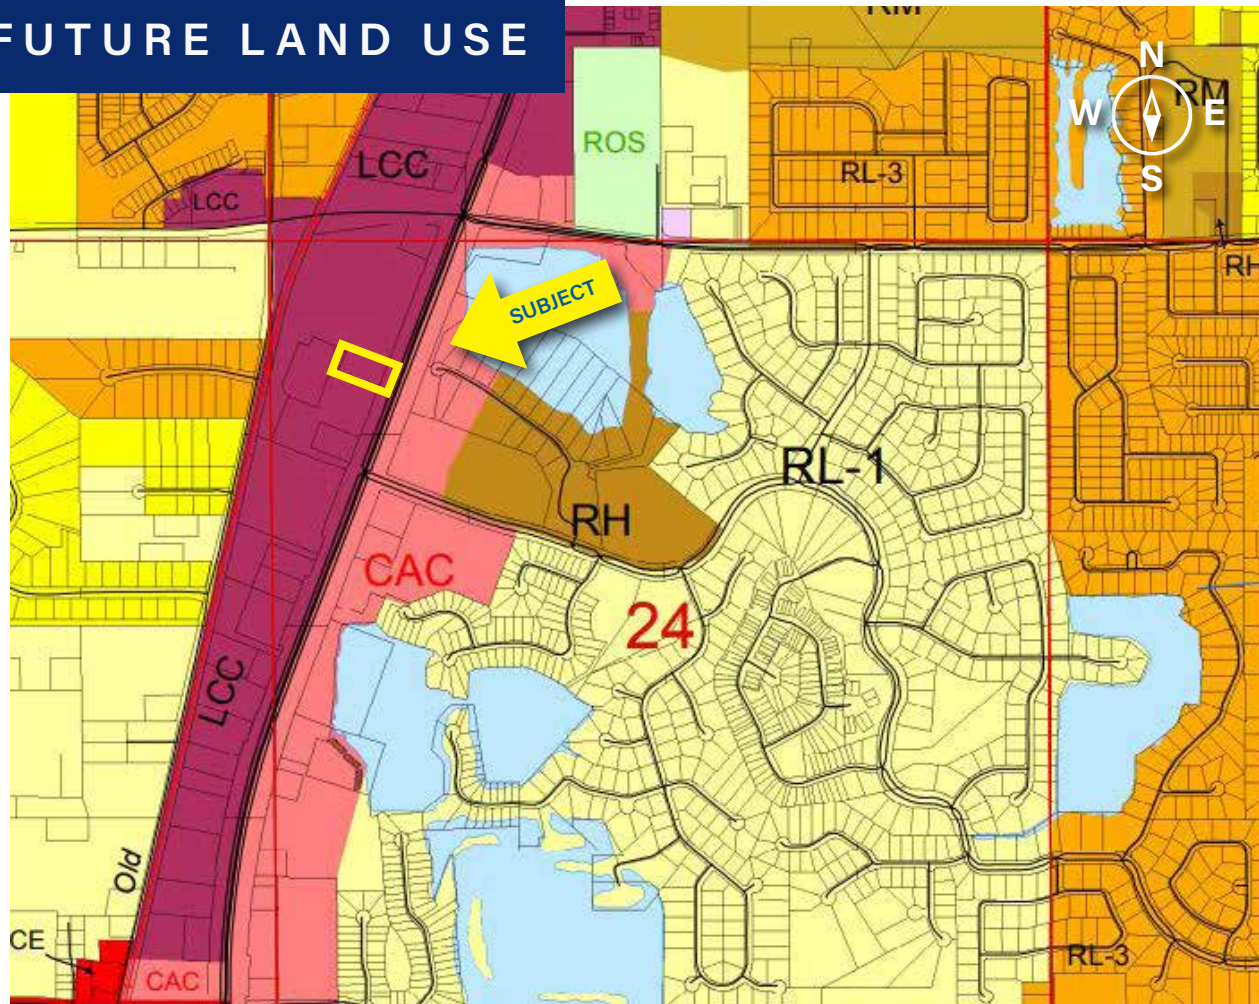 FUTURE LAND USE
RM
N
W
E
S
RM
ROS
LCC
RL-3
LCC
RH
SUBJECT
RL-1
RH
CAC
24
LCC
Old
CE
RL-3
CAC